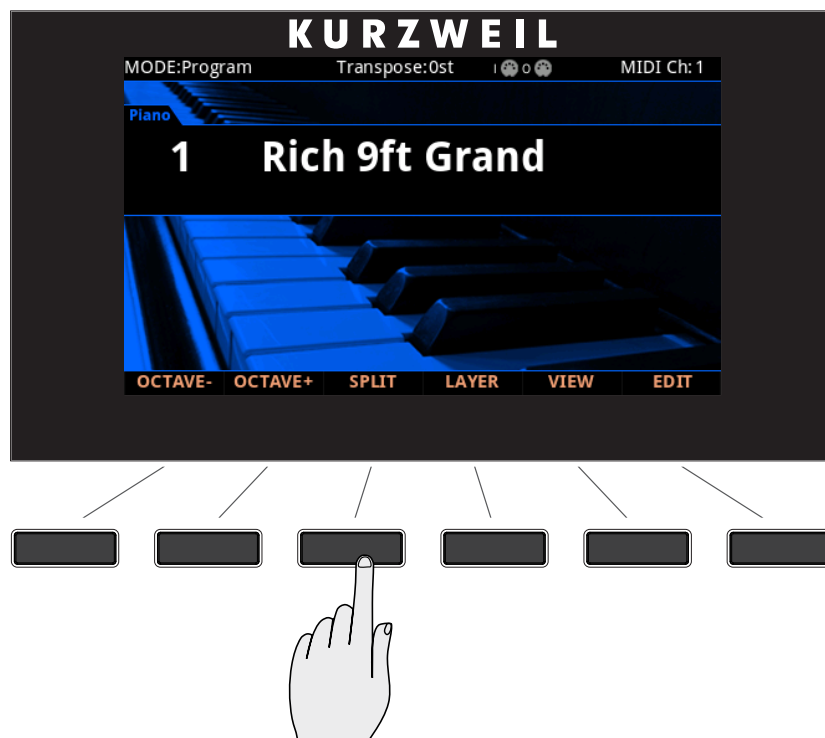 KURZWEIL
MODE:Program Transpose:0st I O MIDI Ch:1
Piano
1 Rich 9ft Grand
OCTAVE- OCTAVE+ SPLIT LAYER VIEW EDIT